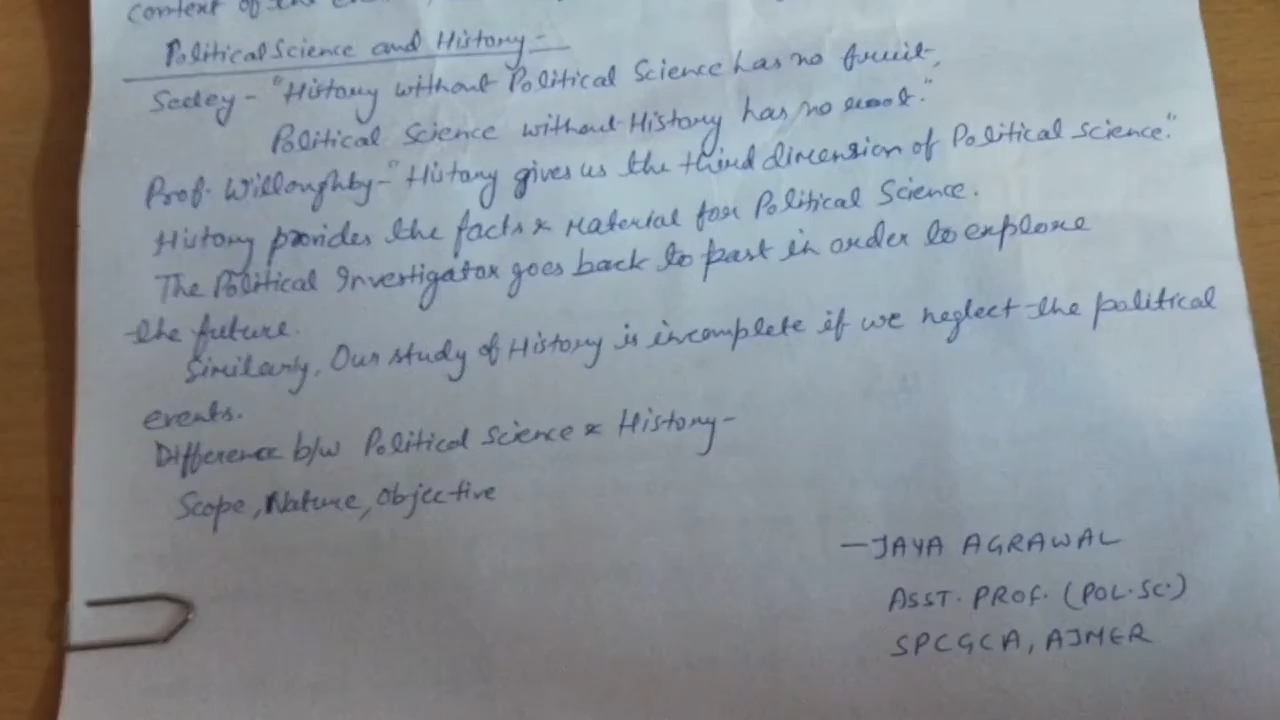 context of the
Political Science and History-
Seeley - "History without Political Science has no fruit,
Political Science without History has no root."
Prof. Willoughby - "History gives us the third dimension of Political Science."
History provides the facts & material for Political Science.
The Political Investigator goes back to past in order to explore
the future.
Similarly, Our study of History is incomplete if we neglect the political
events.
Difference b/w Political Science & History-
Scope, Nature, Objective
- JAYA AGRAWAL
ASST. PROF. (POL.SC.)
SPCGCA, AJMER